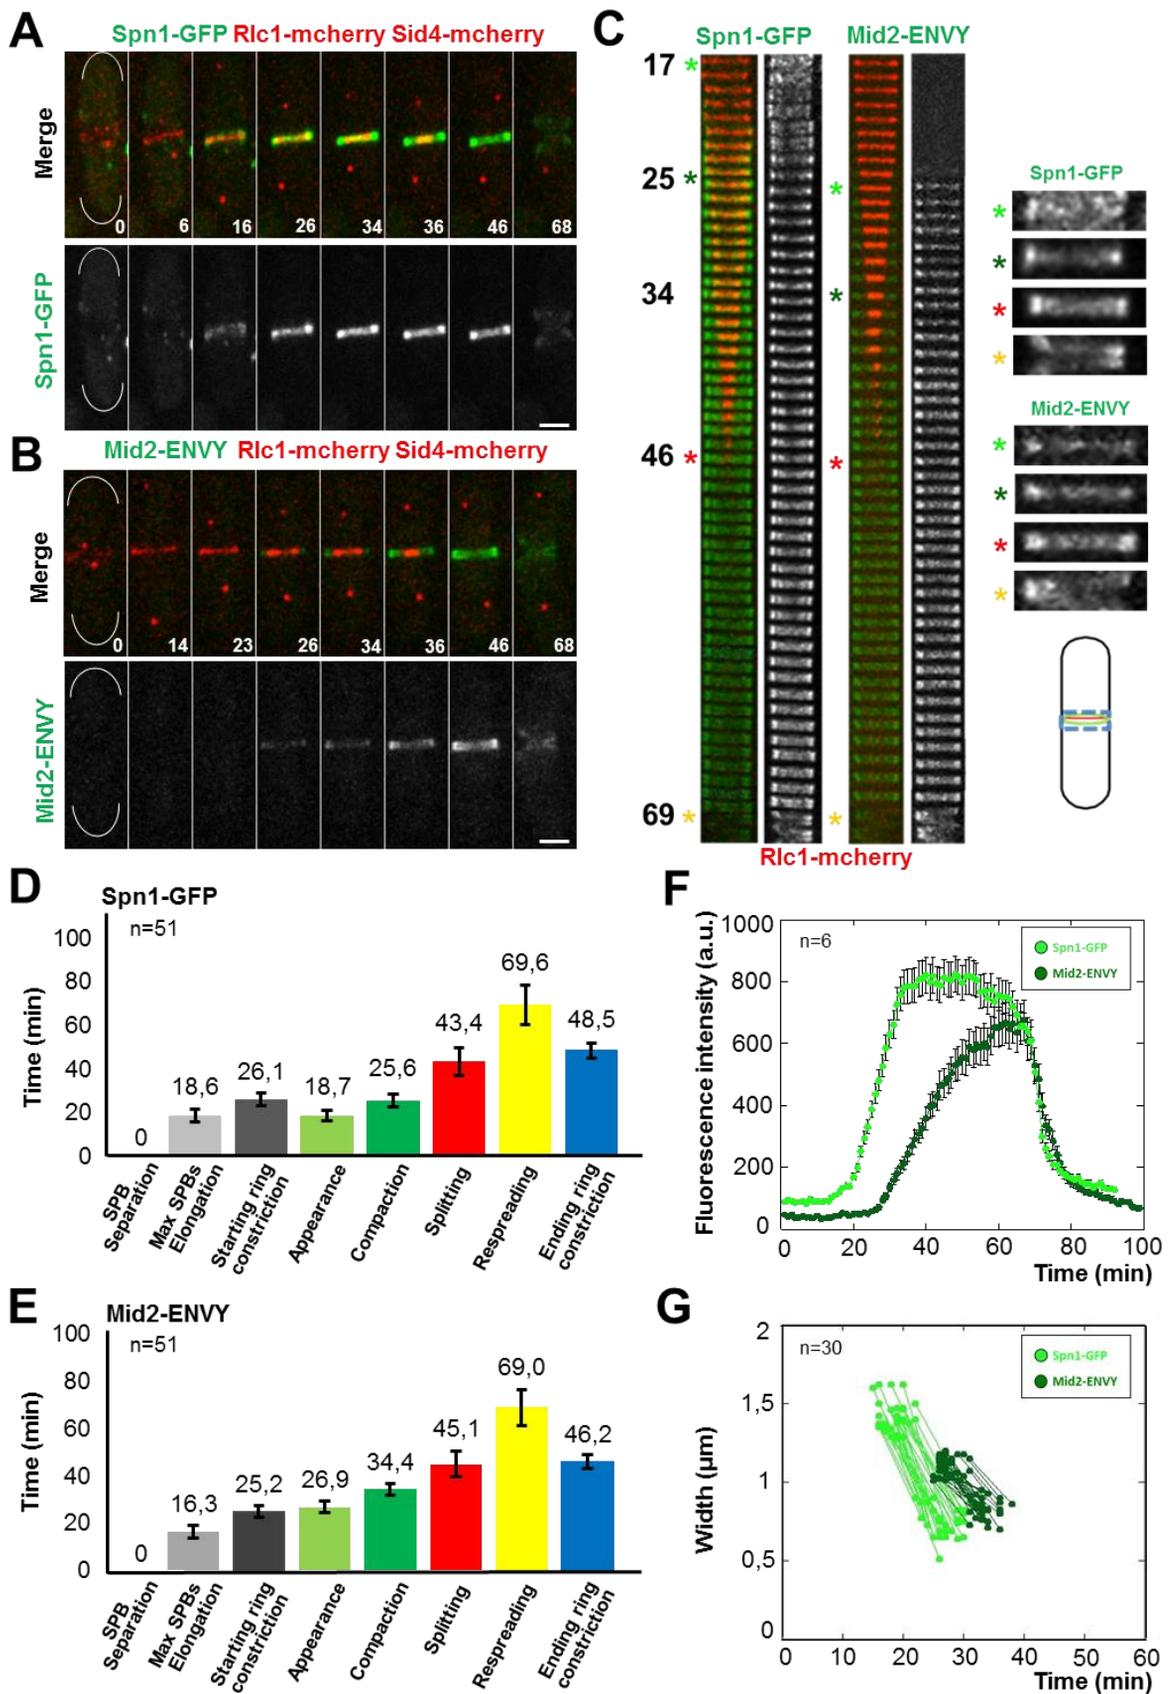 A
Spn1-GFP Rlc1-mcherry Sid4-mcherry
Merge
0 6 16 26 34 36 46 68
Spn1-GFP
B
Mid2-ENVY Rlc1-mcherry Sid4-mcherry
Merge
0 14 23 26 34 36 46 68
Mid2-ENVY
C
Spn1-GFP Mid2-ENVY
17 *
25 *
*
34
*
46 * *
69 * *
Rlc1-mcherry
Spn1-GFP
*
*
*
*
Mid2-ENVY
*
*
*
*
D
Spn1-GFP
n=51
Time (min)
100
80
60
40
20
0
0
18,6
26,1
18,7
25,6
43,4
69,6
48,5
SPB
Separation
Max SPBs
Elongation
Starting ring
constriction
Appearance
Compaction
Splitting
Respreading
Ending ring
constriction
E
Mid2-ENVY
n=51
Time (min)
100
80
60
40
20
0
0
16,3
25,2
26,9
34,4
45,1
69,0
46,2
SPB
Separation
Max SPBs
Elongation
Starting ring
constriction
Appearance
Compaction
Splitting
Respreading
Ending ring
constriction
F
Fluorescence intensity (a.u.)
1000
800
600
400
200
0
n=6
Spn1-GFP
Mid2-ENVY
0 20 40 60 80 100
Time (min)
G
Width (µm)
2
1,5
1
0,5
0
n=30
Spn1-GFP
Mid2-ENVY
0 10 20 30 40 50 60
Time (min)